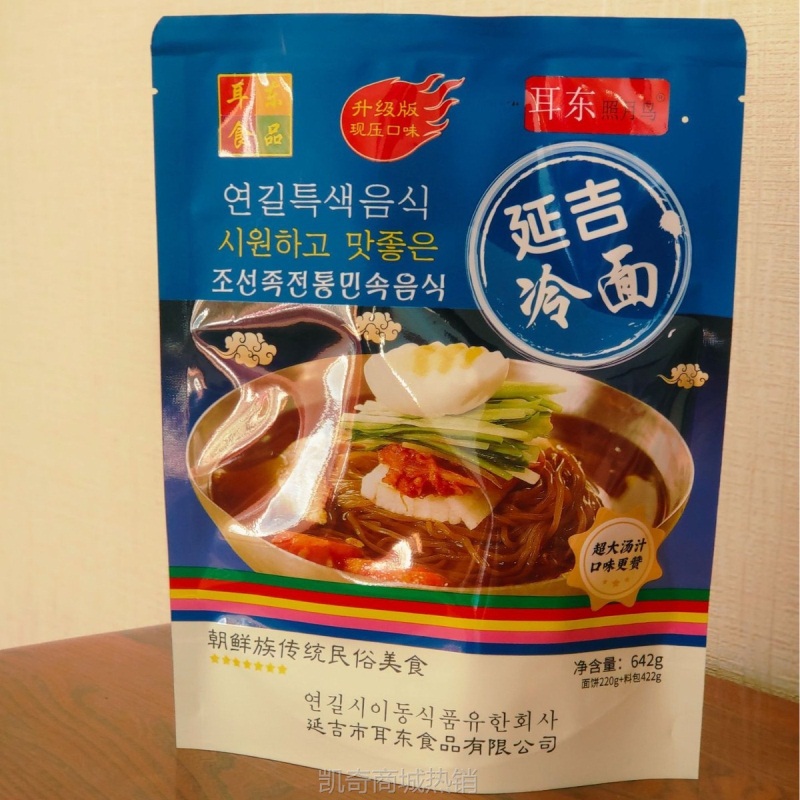 耳东
食品
升级版
现压口味
耳东 照月鸟
연길특색음식
시원하고 맛좋은
조선족전통민속음식
延吉
冷面
超大汤汁
口味更赞
朝鲜族传统民俗美食
净含量：642g
面饼220g+料包422g
연길시이동식품유한회사
延吉市耳东食品有限公司
凯奇商城热销